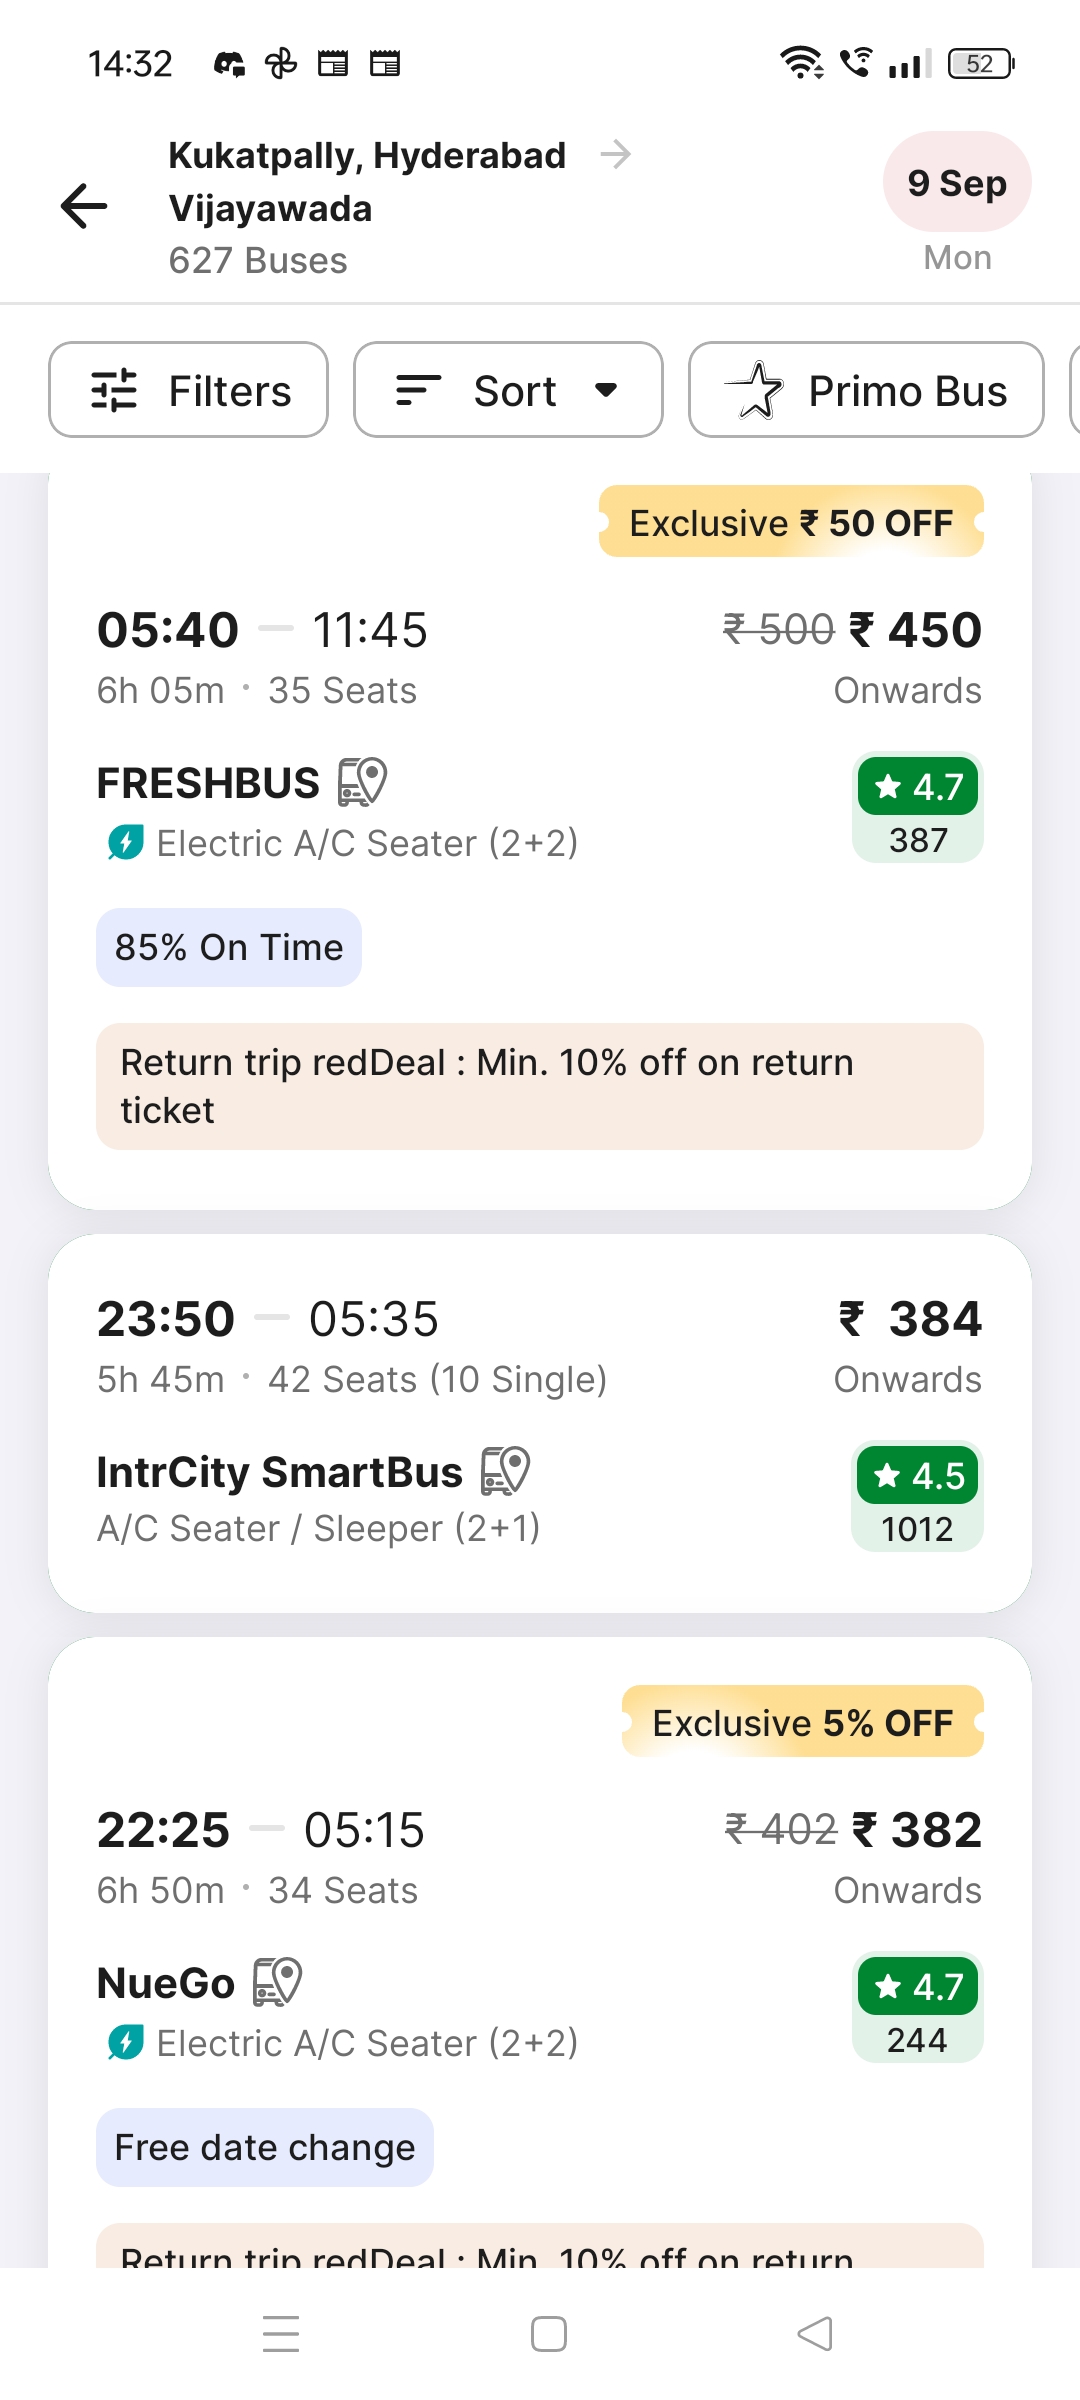 14:32
52
Kukatpally, Hyderabad →
Vijayawada
627 Buses
9 Sep
Mon
Filters
Sort
Primo Bus
Exclusive ₹ 50 OFF
05:40 — 11:45
₹ 500 ₹ 450
6h 05m · 35 Seats
Onwards
FRESHBUS
4.7
Electric A/C Seater (2+2)
387
85% On Time
Return trip redDeal : Min. 10% off on return
ticket
23:50 — 05:35
₹ 384
5h 45m · 42 Seats (10 Single)
Onwards
IntrCity SmartBus
4.5
A/C Seater / Sleeper (2+1)
1012
Exclusive 5% OFF
22:25 — 05:15
₹ 402 ₹ 382
6h 50m · 34 Seats
Onwards
NueGo
4.7
Electric A/C Seater (2+2)
244
Free date change
Return trip redDeal : Min. 10% off on return